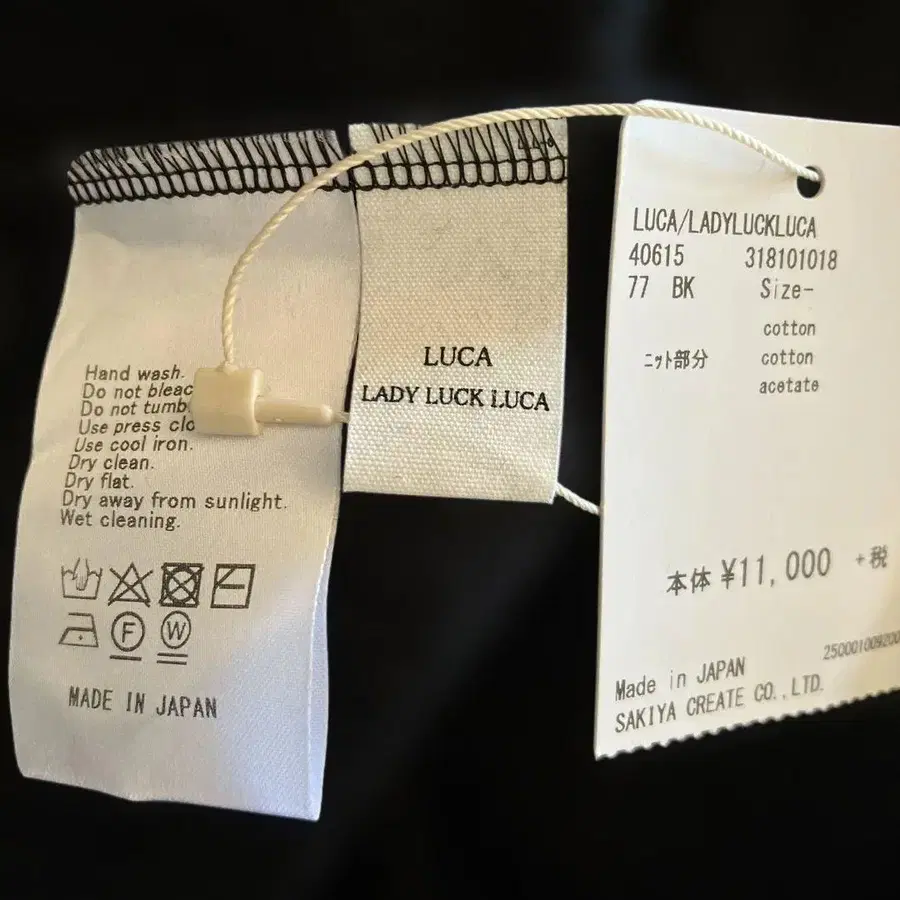 Hand wash.
Do not bleac
Do not tumb
Use press clo
Use cool iron.
Dry clean.
Dry flat.
Dry away from sunlight.
Wet cleaning.
F W
MADE IN JAPAN
LUCA
LADY LUCK LUCA
LUCA/LADYLUCKLUCA
40615 318101018
77 BK Size-
cotton
ニット部分 cotton
acetate
本体 ¥11,000 +税
250001009200
Made in JAPAN
SAKIYA CREATE CO.,LTD.